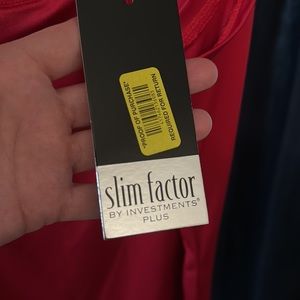 "PROOF OF PURCHASE"
REQUIRED FOR RETURN
slim factor
BY INVESTMENTS®
PLUS